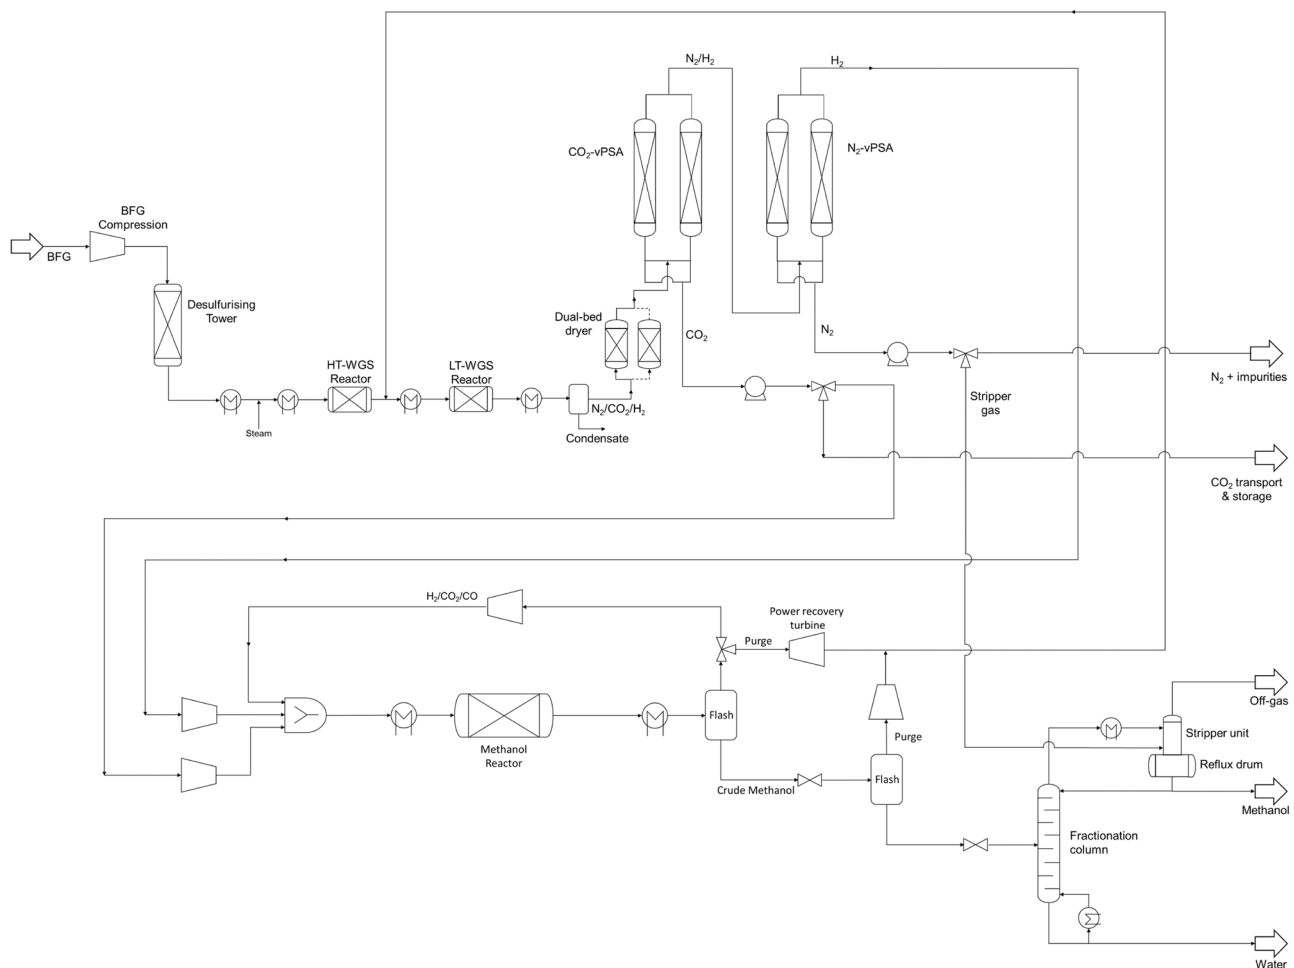 N₂/H₂
H₂
CO₂-vPSA
N₂-vPSA
BFG
Compression
BFG
Desulfurising
Tower
Dual-bed
dryer
CO₂
N₂
HT-WGS
Reactor
LT-WGS
Reactor
N₂/CO₂/H₂
Steam
Condensate
Stripper
gas
N₂ + impurities
CO₂ transport
& storage
H₂/CO₂/CO
Power recovery
turbine
Purge
Flash
Methanol
Reactor
Purge
Crude Methanol
Flash
Off-gas
Stripper unit
Reflux drum
Methanol
Fractionation
column
Water